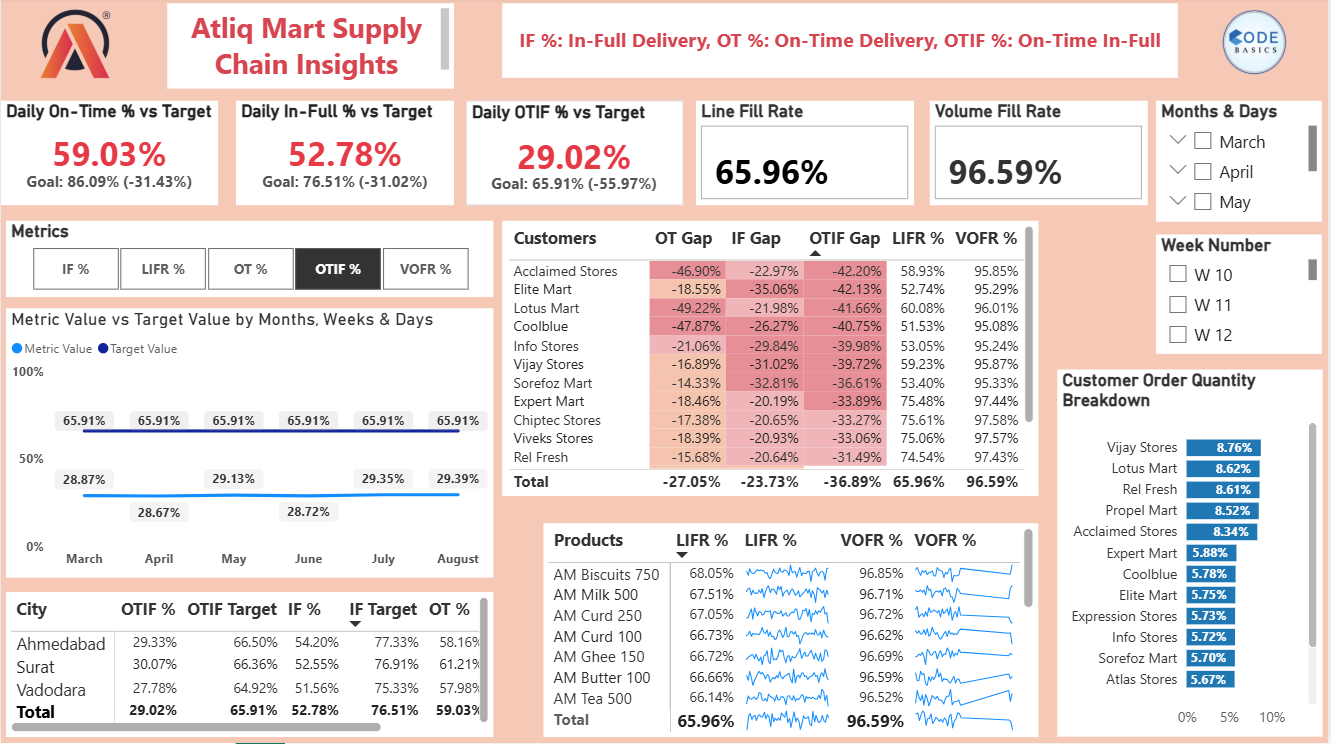 Atliq Mart Supply
Chain Insights
IF %: In-Full Delivery, OT %: On-Time Delivery, OTIF %: On-Time In-Full
CODE
BASICS
Daily On-Time % vs Target
59.03%
Goal: 86.09% (-31.43%)
Daily In-Full % vs Target
52.78%
Goal: 76.51% (-31.02%)
Daily OTIF % vs Target
29.02%
Goal: 65.91% (-55.97%)
Line Fill Rate
65.96%
Volume Fill Rate
96.59%
Months & Days
March
April
May
Metrics
IF % LIFR % OT % OTIF % VOFR %
Metric Value vs Target Value by Months, Weeks & Days
Metric Value Target Value
100%
65.91% 65.91% 65.91% 65.91% 65.91% 65.91%
50%
28.87% 29.13% 29.35% 29.39%
28.67% 28.72%
0%
March April May June July August
City OTIF % OTIF Target IF % IF Target OT %
Ahmedabad 29.33% 66.50% 54.20% 77.33% 58.16%
Surat 30.07% 66.36% 52.55% 76.91% 61.21%
Vadodara 27.78% 64.92% 51.56% 75.33% 57.98%
Total 29.02% 65.91% 52.78% 76.51% 59.03%
Customers OT Gap IF Gap OTIF Gap LIFR % VOFR %
Acclaimed Stores -46.90% -22.97% -42.20% 58.93% 95.85%
Elite Mart -18.55% -35.06% -42.13% 52.74% 95.29%
Lotus Mart -49.22% -21.98% -41.66% 60.08% 96.01%
Coolblue -47.87% -26.27% -40.75% 51.53% 95.08%
Info Stores -21.06% -29.84% -39.98% 53.05% 95.24%
Vijay Stores -16.89% -31.02% -39.72% 59.23% 95.87%
Sorefoz Mart -14.33% -32.81% -36.61% 53.40% 95.33%
Expert Mart -18.46% -20.19% -33.89% 75.48% 97.44%
Chiptec Stores -17.38% -20.65% -33.27% 75.61% 97.58%
Viveks Stores -18.39% -20.93% -33.06% 75.06% 97.57%
Rel Fresh -15.68% -20.64% -31.49% 74.54% 97.43%
Total -27.05% -23.73% -36.89% 65.96% 96.59%
Products LIFR % LIFR % VOFR % VOFR %
AM Biscuits 750 68.05% 96.85%
AM Milk 500 67.51% 96.71%
AM Curd 250 67.05% 96.72%
AM Curd 100 66.73% 96.62%
AM Ghee 150 66.72% 96.69%
AM Butter 100 66.66% 96.59%
AM Tea 500 66.14% 96.52%
Total 65.96% 96.59%
Week Number
W 10
W 11
W 12
Customer Order Quantity
Breakdown
Vijay Stores 8.76%
Lotus Mart 8.62%
Rel Fresh 8.61%
Propel Mart 8.52%
Acclaimed Stores 8.34%
Expert Mart 5.88%
Coolblue 5.78%
Elite Mart 5.75%
Expression Stores 5.73%
Info Stores 5.72%
Sorefoz Mart 5.70%
Atlas Stores 5.67%
0% 5% 10%